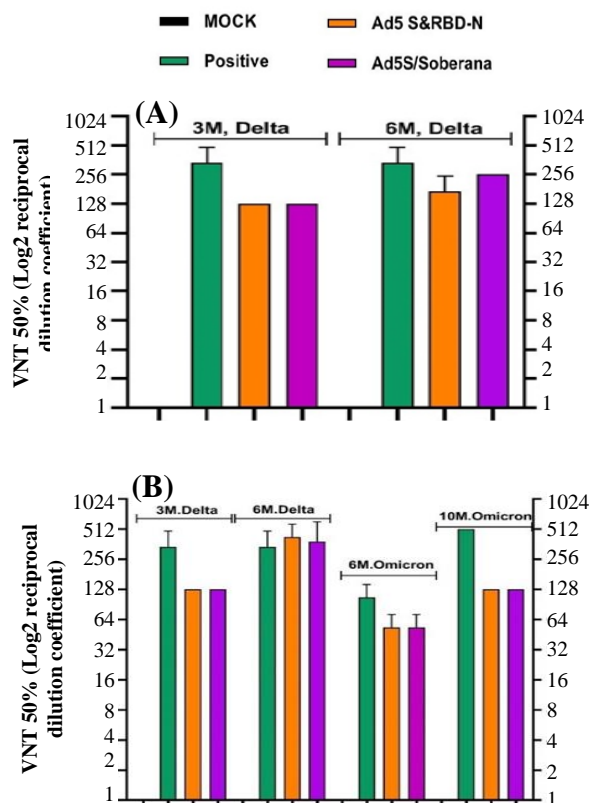 MOCK
Ad5 S&RBD-N
Positive
Ad5S/Soberana
(A)
3M, Delta
6M, Delta
VNT 50% (Log2 reciprocal
dilution coefficient)
1024
512
256
128
64
32
16
8
4
2
1
1024
512
256
128
64
32
16
8
4
2
1
(B)
3M.Delta
6M.Delta
6M.Omicron
10M.Omicron
VNT 50% (Log2 reciprocal
dilution coefficient)
1024
512
256
128
64
32
16
8
4
2
1
1024
512
256
128
64
32
16
8
4
2
1